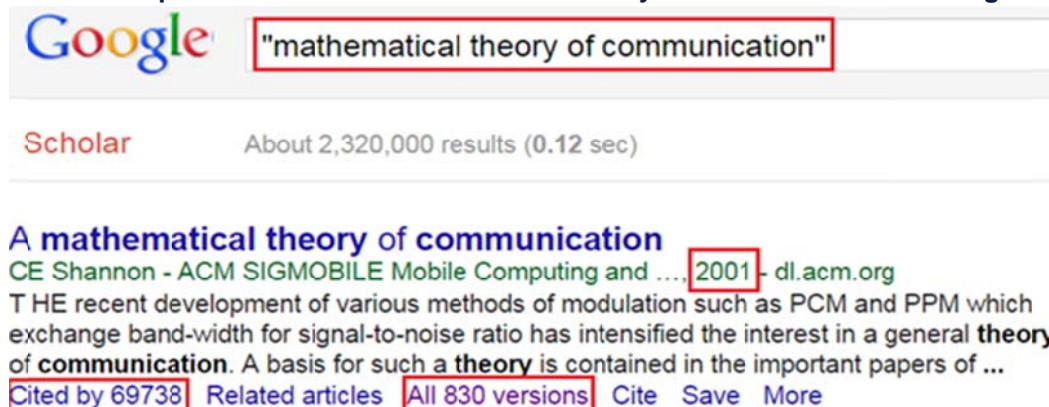 Google
"mathematical theory of communication"
Scholar About 2,320,000 results (0.12 sec)
A mathematical theory of communication
CE Shannon - ACM SIGMOBILE Mobile Computing and ..., 2001 - dl.acm.org
T HE recent development of various methods of modulation such as PCM and PPM which
exchange band-width for signal-to-noise ratio has intensified the interest in a general theory
of communication. A basis for such a theory is contained in the important papers of ...
Cited by 69738 Related articles All 830 versions Cite Save More